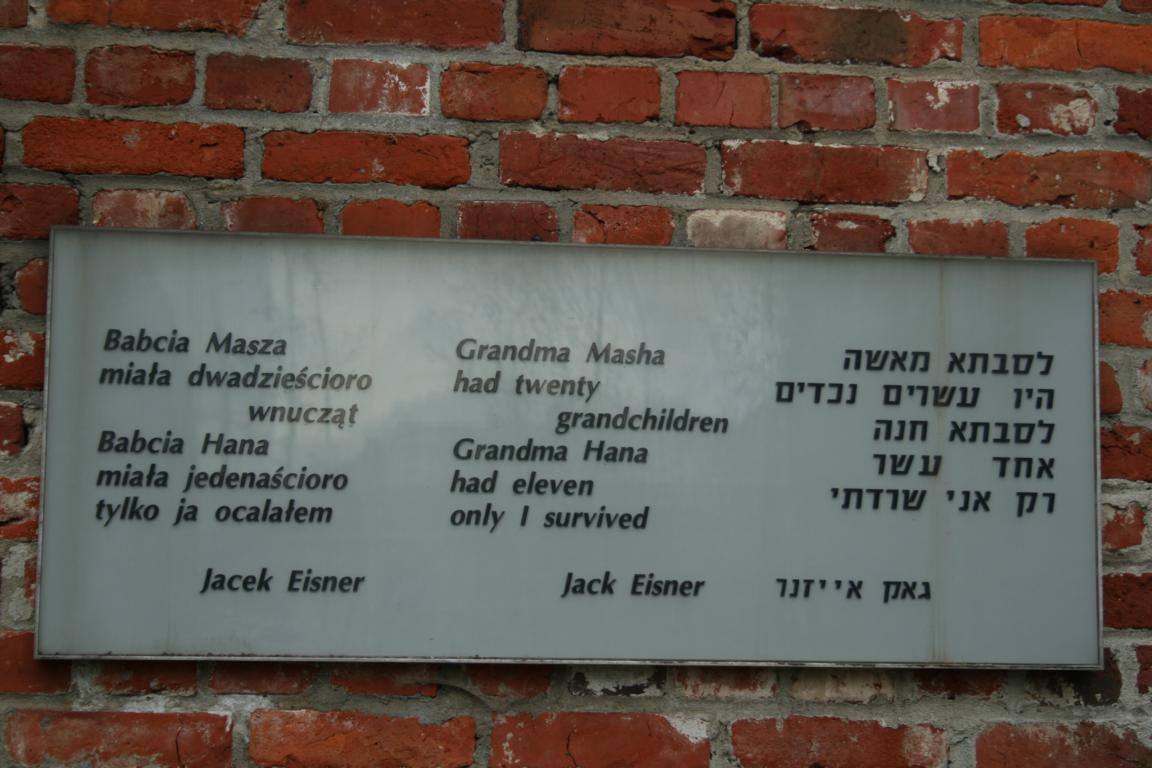 Babcia Masza
miała dwadzieścioro
wnucząt
Babcia Hana
miała jedenaścioro
tylko ja ocalałem
Jacek Eisner
Grandma Masha
had twenty
grandchildren
Grandma Hana
had eleven
only I survived
Jack Eisner
לסבתא מאשה
היו עשרים נכדים
לסבתא חנה
אחד עשר
רק אני שרדתי
גאק אייזנר